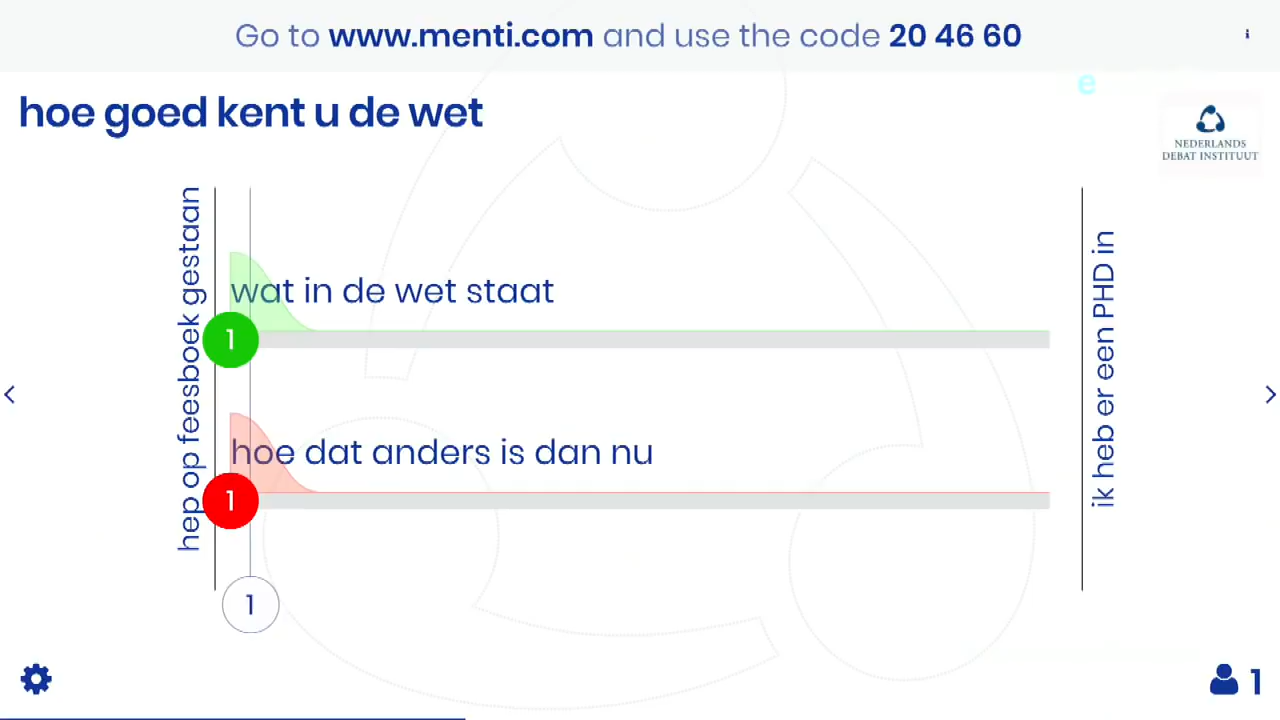 Go to www.menti.com and use the code 20 46 60
i
e
hoe goed kent u de wet
NEDERLANDS
DEBAT INSTITUUT
hep op feesboek gestaan
wat in de wet staat
1
hoe dat anders is dan nu
1
ik heb er een PHD in
1
1